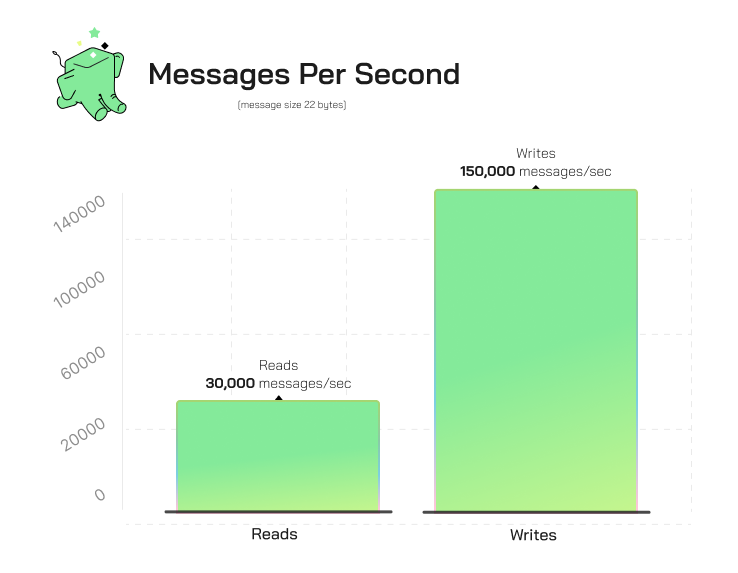 Messages Per Second
(message size 22 bytes)
Writes
150,000 messages/sec
140000
100000
60000
Reads
30,000 messages/sec
20000
0
Reads
Writes